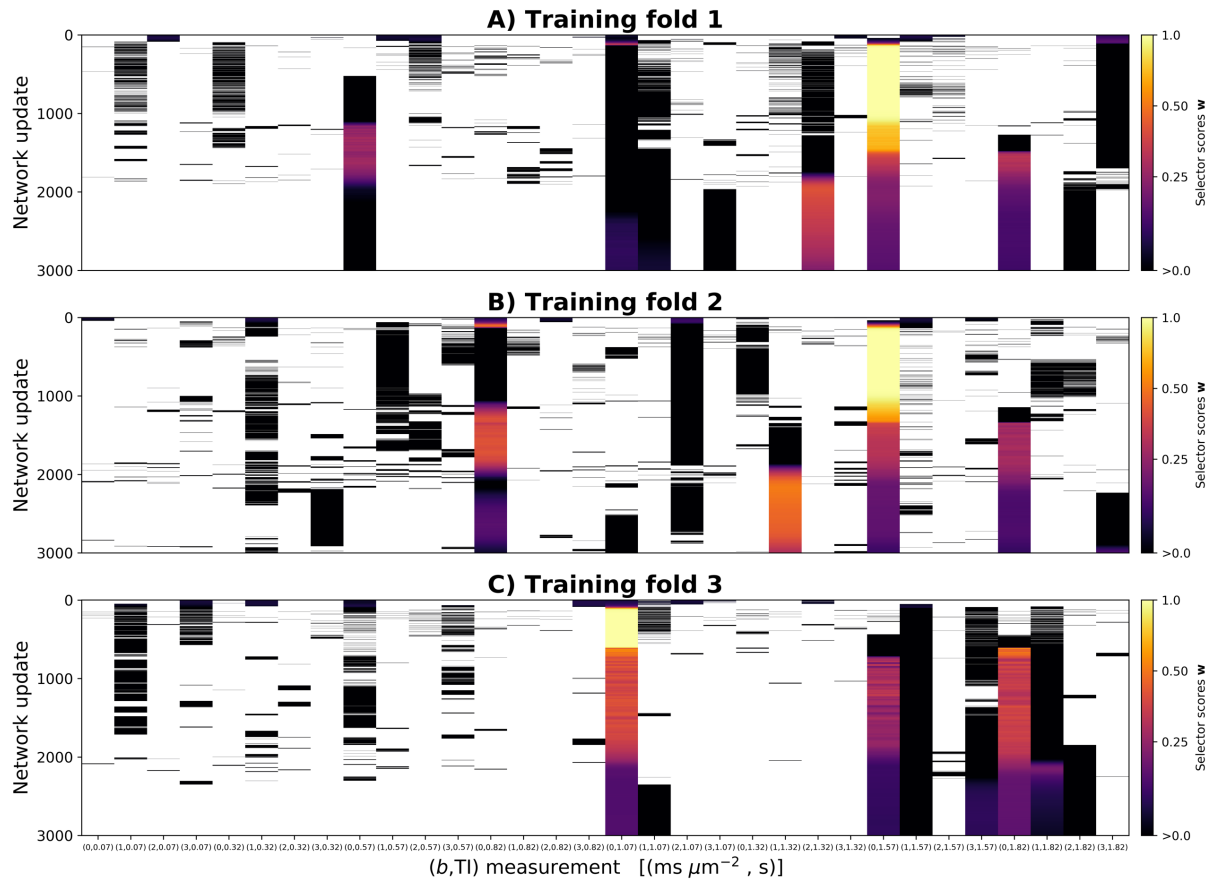 A) Training fold 1
0
1000
2000
3000
Network update
1.0
0.50
0.25
>0.0
Selector scores w
B) Training fold 2
0
1000
2000
3000
Network update
1.0
0.50
0.25
>0.0
Selector scores w
C) Training fold 3
0
1000
2000
3000
Network update
1.0
0.50
0.25
>0.0
Selector scores w
(0,0.07) (1,0.07) (2,0.07) (3,0.07) (0,0.32) (1,0.32) (2,0.32) (3,0.32) (0,0.57) (1,0.57) (2,0.57) (3,0.57) (0,0.82) (1,0.82) (2,0.82) (3,0.82) (0,1.07) (1,1.07) (2,1.07) (3,1.07) (0,1.32) (1,1.32) (2,1.32) (3,1.32) (0,1.57) (1,1.57) (2,1.57) (3,1.57) (0,1.82) (1,1.82) (2,1.82) (3,1.82)
(b,TI) measurement [(ms μm⁻² , s)]